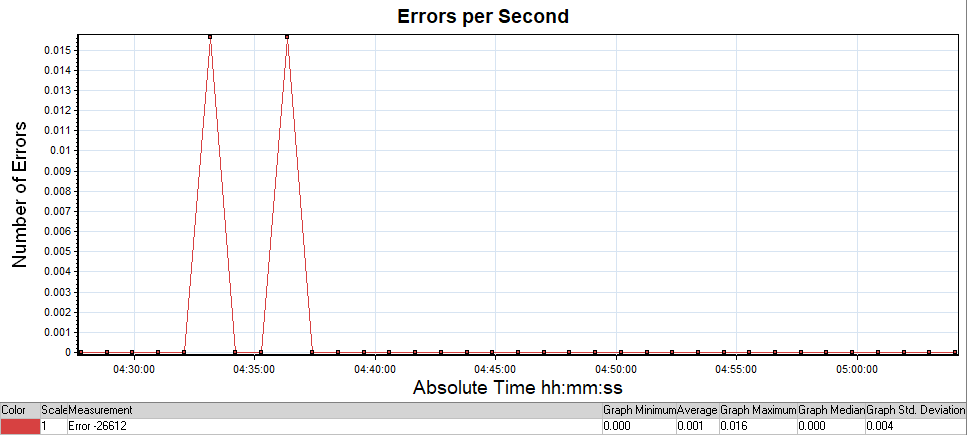 Errors per Second
Number of Errors
0.015
0.014
0.013
0.012
0.011
0.01
0.009
0.008
0.007
0.006
0.005
0.004
0.003
0.002
0.001
0
04:30:00 04:35:00 04:40:00 04:45:00 04:50:00 04:55:00 05:00:00
Absolute Time hh:mm:ss
Color Scale Measurement Graph Minimum Average Graph Maximum Graph Median Graph Std. Deviation
1 Error -26612 0.000 0.001 0.016 0.000 0.004